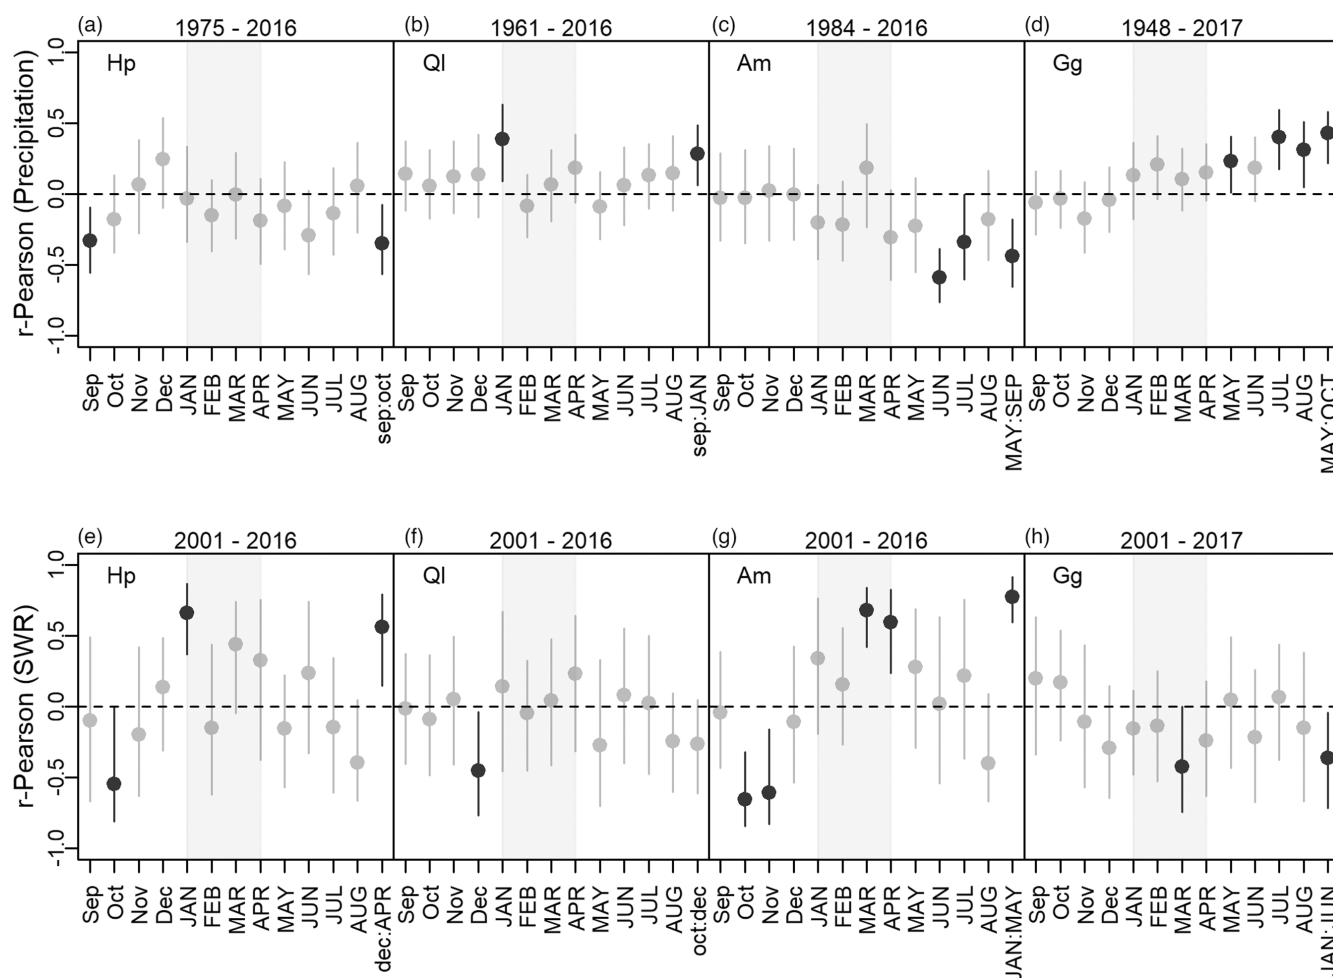 (a) 1975 - 2016 (b) 1961 - 2016 (c) 1984 - 2016 (d) 1948 - 2017
Hp Ql Am Gg
r-Pearson (Precipitation)
1.0
0.5
0.0
-0.5
-1.0
Sep Oct Nov Dec JAN FEB MAR APR MAY JUN JUL AUG sep:oct
Sep Oct Nov Dec JAN FEB MAR APR MAY JUN JUL AUG sep:JAN
Sep Oct Nov Dec JAN FEB MAR APR MAY JUN JUL AUG MAY:SEP
Sep Oct Nov Dec JAN FEB MAR APR MAY JUN JUL AUG MAY:OCT
(e) 2001 - 2016 (f) 2001 - 2016 (g) 2001 - 2016 (h) 2001 - 2017
Hp Ql Am Gg
r-Pearson (SWR)
1.0
0.5
0.0
-0.5
-1.0
Sep Oct Nov Dec JAN FEB MAR APR MAY JUN JUL AUG dec:APR
Sep Oct Nov Dec JAN FEB MAR APR MAY JUN JUL AUG oct:dec
Sep Oct Nov Dec JAN FEB MAR APR MAY JUN JUL AUG JAN:MAY
Sep Oct Nov Dec JAN FEB MAR APR MAY JUN JUL AUG JAN:JUN